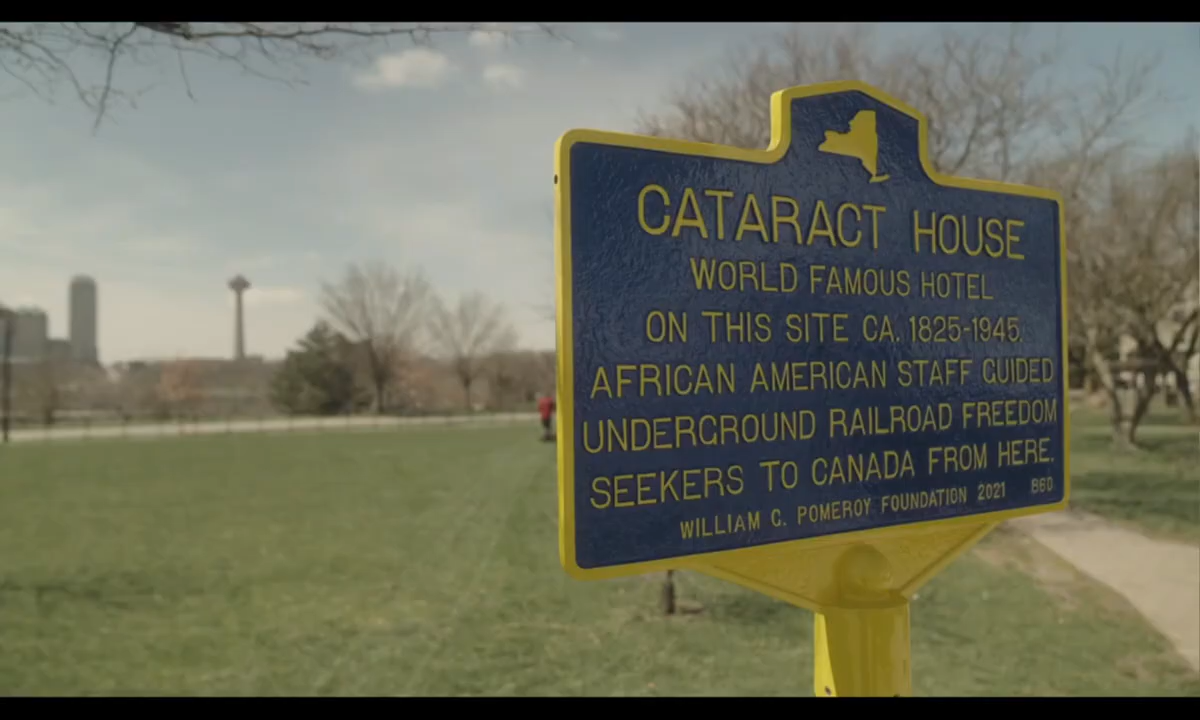 CATARACT HOUSE
WORLD FAMOUS HOTEL
ON THIS SITE CA. 1825-1945.
AFRICAN AMERICAN STAFF GUIDED
UNDERGROUND RAILROAD FREEDOM
SEEKERS TO CANADA FROM HERE.
WILLIAM G. POMEROY FOUNDATION 2021 860